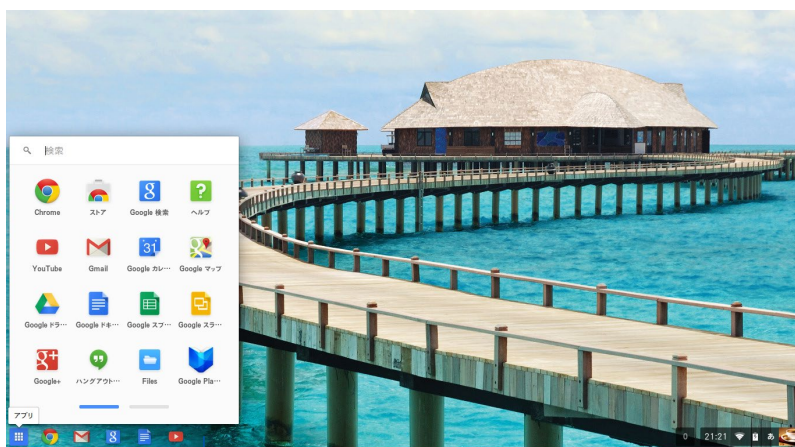 検索
Chrome
ストア
Google 検索
ヘルプ
YouTube
Gmail
31
Google カレ…
Google マップ
Google ドラ…
Google ドキ…
Google スプ…
Google スラ…
g+
Google+
ハングアウト…
Files
Google Pla…
アプリ
0
21:21
あ